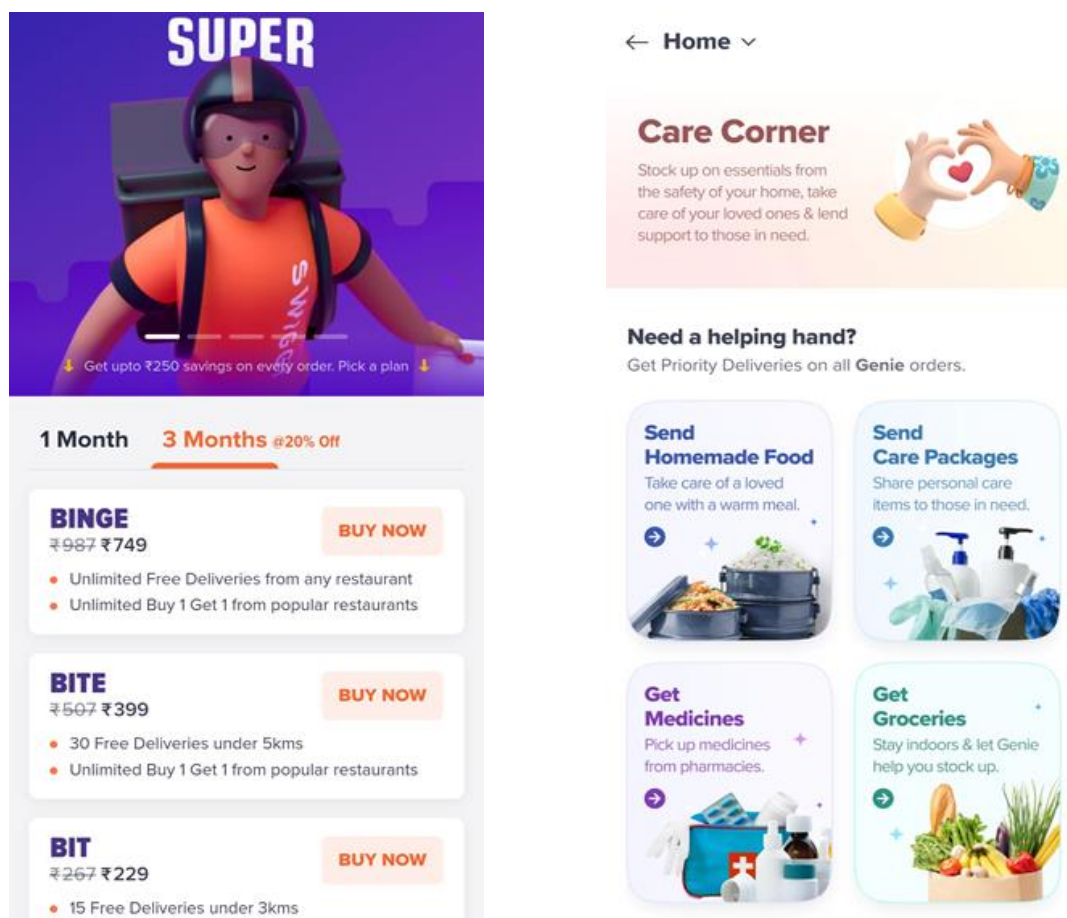 SUPER
SWIGGY
Get upto ₹250 savings on every order. Pick a plan
1 Month 3 Months @20% Off
BINGE
₹987 ₹749
BUY NOW
• Unlimited Free Deliveries from any restaurant
• Unlimited Buy 1 Get 1 from popular restaurants
BITE
₹507 ₹399
BUY NOW
• 30 Free Deliveries under 5kms
• Unlimited Buy 1 Get 1 from popular restaurants
BIT
₹267 ₹229
BUY NOW
• 15 Free Deliveries under 3kms
Home
Care Corner
Stock up on essentials from
the safety of your home, take
care of your loved ones & lend
support to those in need.
Need a helping hand?
Get Priority Deliveries on all Genie orders.
Send
Homemade Food
Take care of a loved
one with a warm meal.
Send
Care Packages
Share personal care
items to those in need.
Get
Medicines
Pick up medicines
from pharmacies.
Get
Groceries
Stay indoors & let Genie
help you stock up.